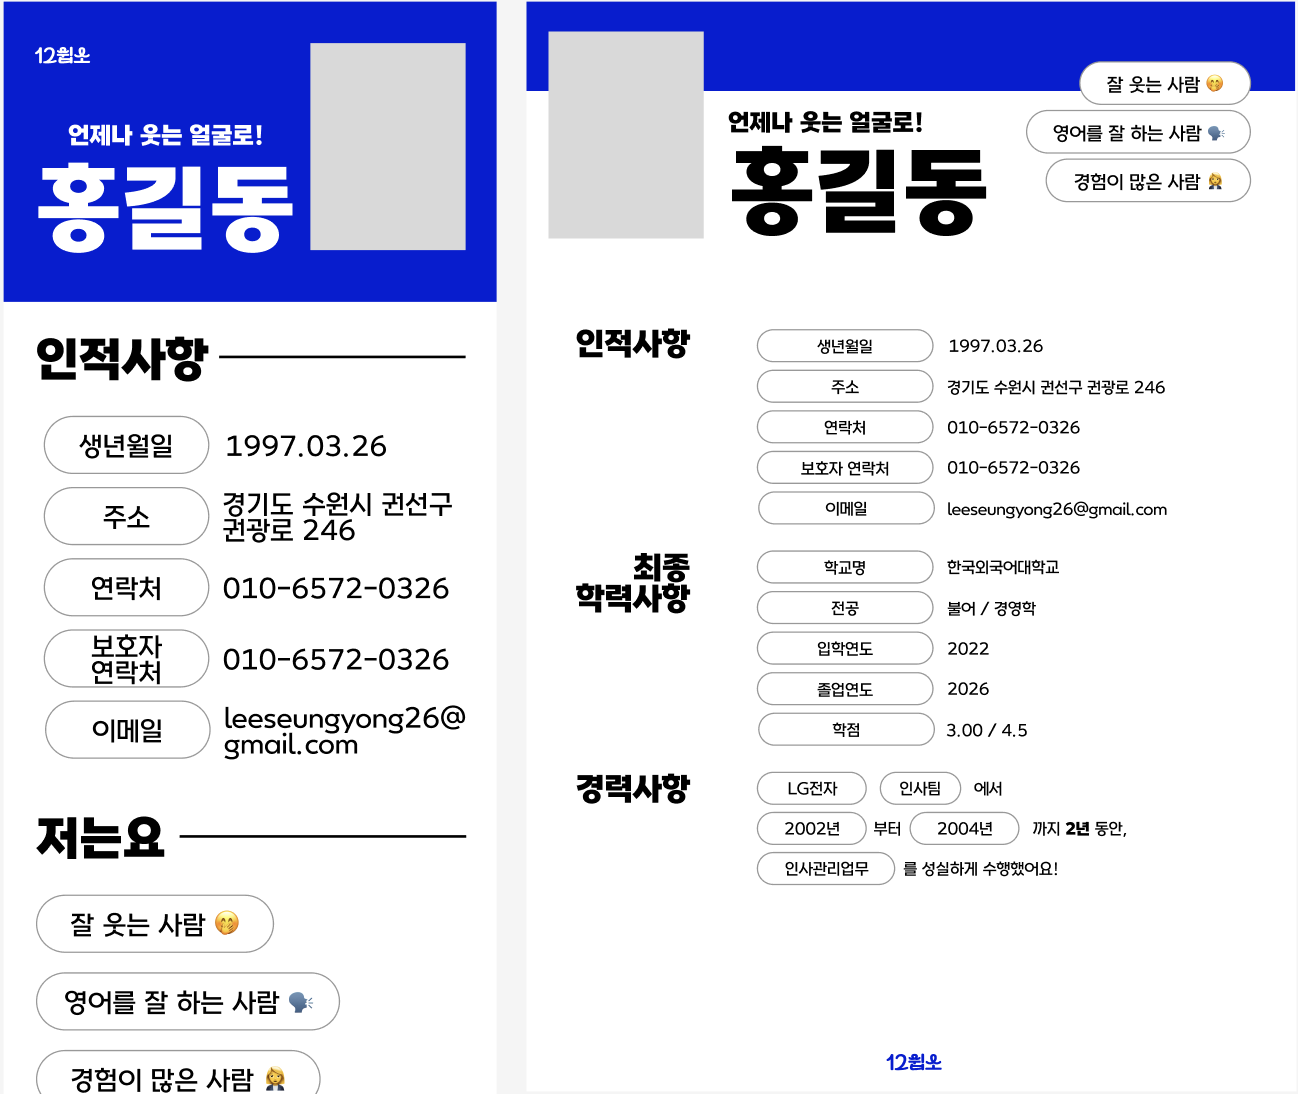 12쩜오
언제나 웃는 얼굴로!
홍길동
인적사항
생년월일 1997.03.26
주소 경기도 수원시 권선구
권광로 246
연락처 010-6572-0326
보호자
연락처 010-6572-0326
이메일 leeseungyong26@
gmail.com
저는요
잘 웃는 사람 🤭
영어를 잘 하는 사람 🗣️
경험이 많은 사람 🤵‍♀️
언제나 웃는 얼굴로!
홍길동
잘 웃는 사람 🤭
영어를 잘 하는 사람 🗣️
경험이 많은 사람 🤵‍♀️
인적사항
생년월일 1997.03.26
주소 경기도 수원시 권선구 권광로 246
연락처 010-6572-0326
보호자 연락처 010-6572-0326
이메일 leeseungyong26@gmail.com
최종
학력사항
학교명 한국외국어대학교
전공 불어 / 경영학
입학연도 2022
졸업연도 2026
학점 3.00 / 4.5
경력사항
LG전자 인사팀 에서
2002년 부터 2004년 까지 2년 동안,
인사관리업무 를 성실하게 수행했어요!
12쩜오